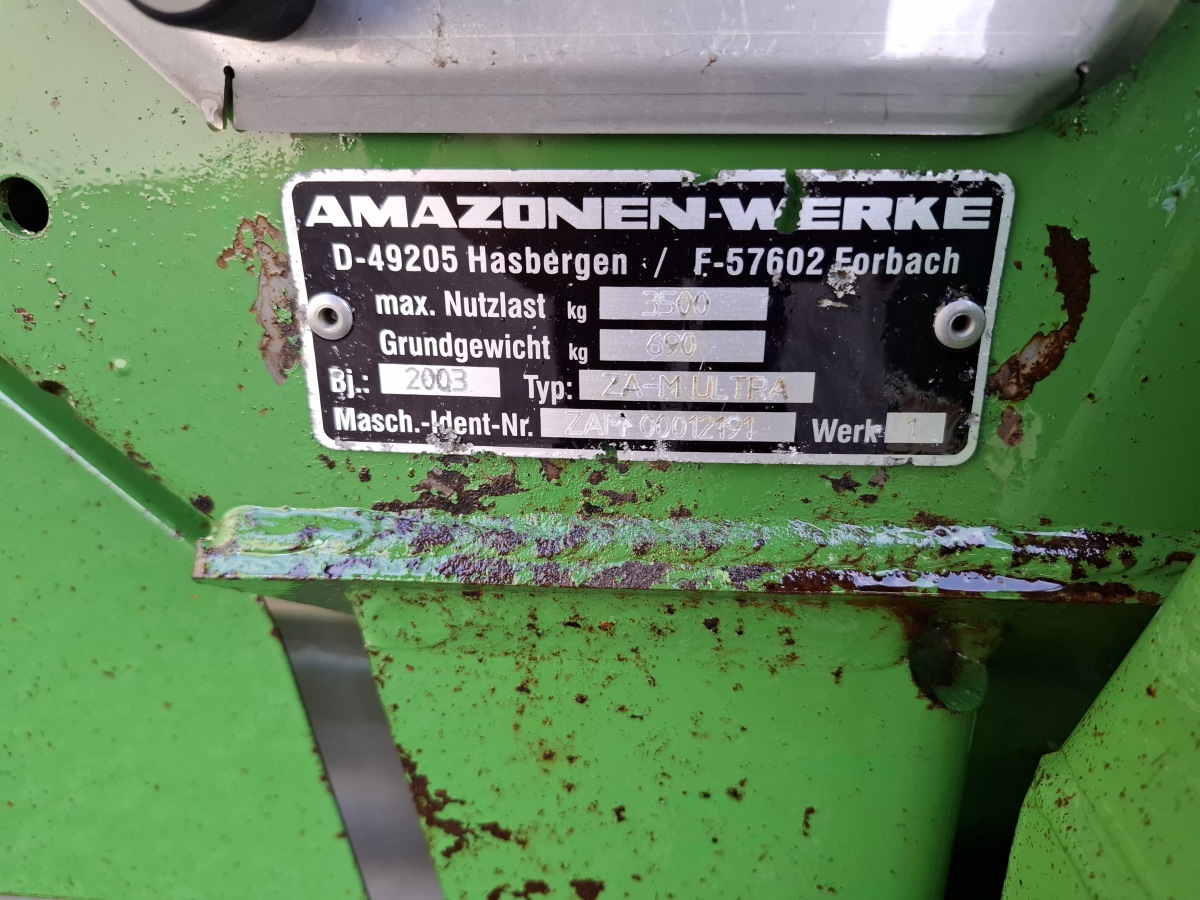 AMAZONEN-WERKE
D-49205 Hasbergen / F-57602 Forbach
max. Nutzlast kg 3500
Grundgewicht kg 690
Bj.: 2003 Typ: ZA-M ULTRA
Masch.-Ident-Nr. ZAM 00012191 Werk 1